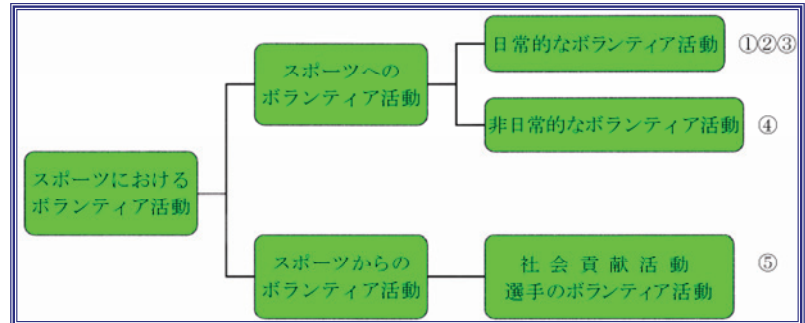 日常的なボランティア活動 ①②③
スポーツへの
ボランティア活動
非日常的なボランティア活動 ④
スポーツにおける
ボランティア活動
スポーツからの
ボランティア活動
社会貢献活動
選手のボランティア活動
⑤